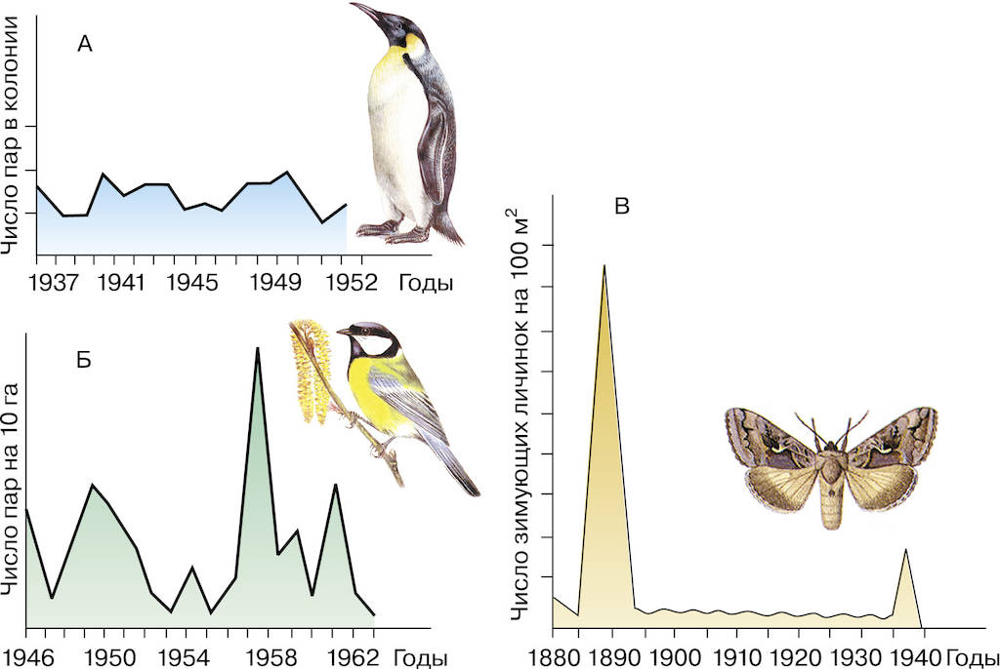 А
Число пар в колонии
1937 1941 1945 1949 1952 Годы
Б
Число пар на 10 га
1946 1950 1954 1958 1962 Годы
В
Число зимующих личинок на 100 м²
1880 1890 1900 1910 1920 1930 1940 Годы